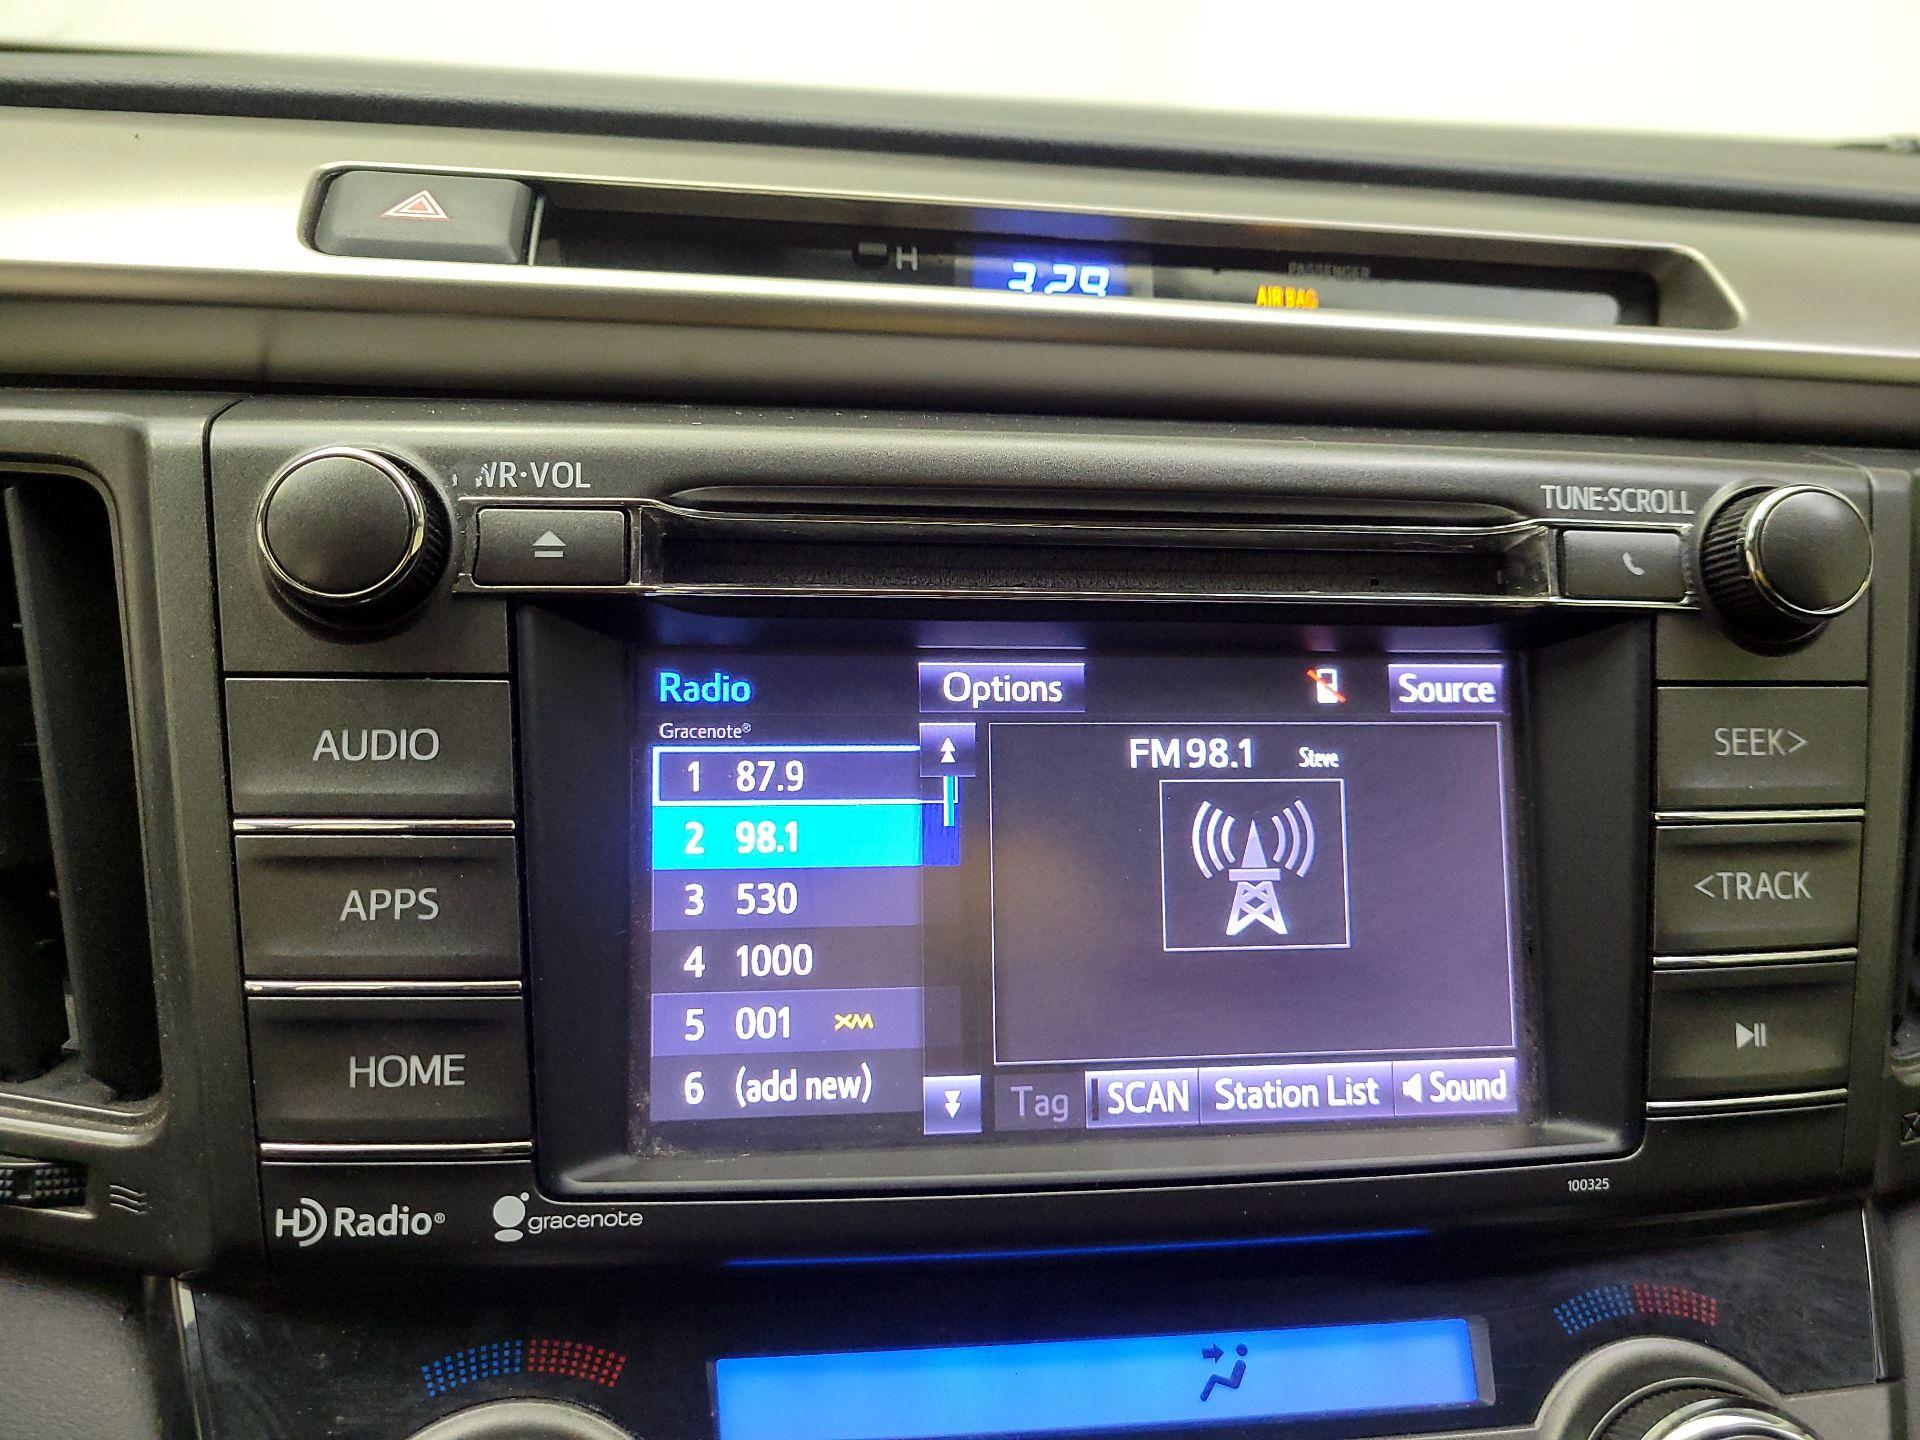 H
3:29
PASSENGER
AIR BAG
WR·VOL
TUNE·SCROLL
Radio
Options
Source
Gracenote®
1 87.9
2 98.1
3 530
4 1000
5 001 XM
6 (add new)
FM 98.1 Steve
Tag
SCAN
Station List
Sound
AUDIO
APPS
HOME
SEEK>
<TRACK
100325
HD Radio®
gracenote